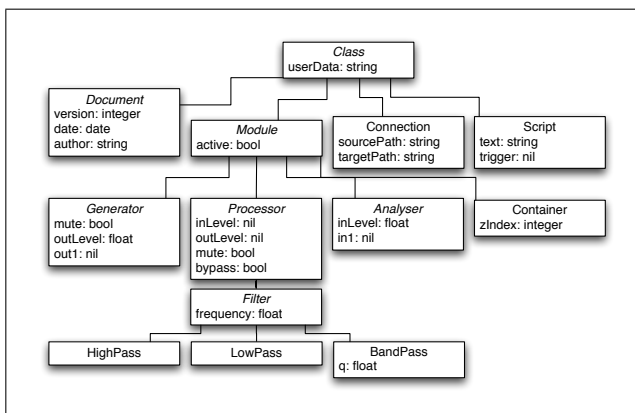 Class
userData: string
Document
version: integer
date: date
author: string
Module
active: bool
Connection
sourcePath: string
targetPath: string
Script
text: string
trigger: nil
Generator
mute: bool
outLevel: float
out1: nil
Processor
inLevel: nil
outLevel: nil
mute: bool
bypass: bool
Analyser
inLevel: float
in1: nil
Container
zIndex: integer
Filter
frequency: float
HighPass
LowPass
BandPass
q: float